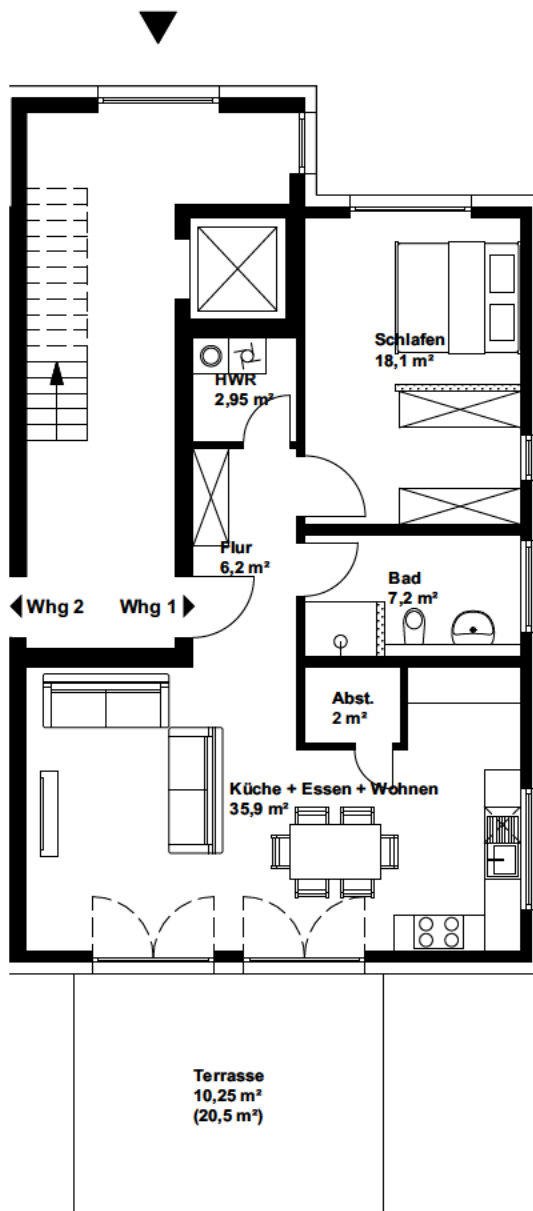 Schlafen
18,1 m²
HWR
2,95 m²
Flur
6,2 m²
Bad
7,2 m²
Whg 2
Whg 1
Abst.
2 m²
Küche + Essen + Wohnen
35,9 m²
Terrasse
10,25 m²
(20,5 m²)